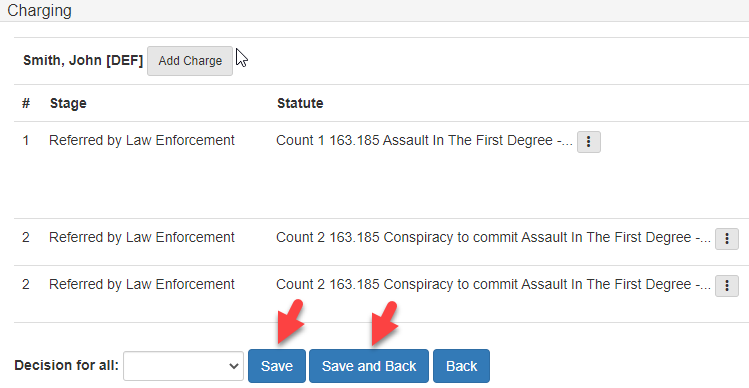 Charging
Smith, John [DEF] Add Charge
# Stage Statute
1 Referred by Law Enforcement Count 1 163.185 Assault In The First Degree -...
2 Referred by Law Enforcement Count 2 163.185 Conspiracy to commit Assault In The First Degree -...
2 Referred by Law Enforcement Count 2 163.185 Conspiracy to commit Assault In The First Degree -...
Decision for all: Save Save and Back Back